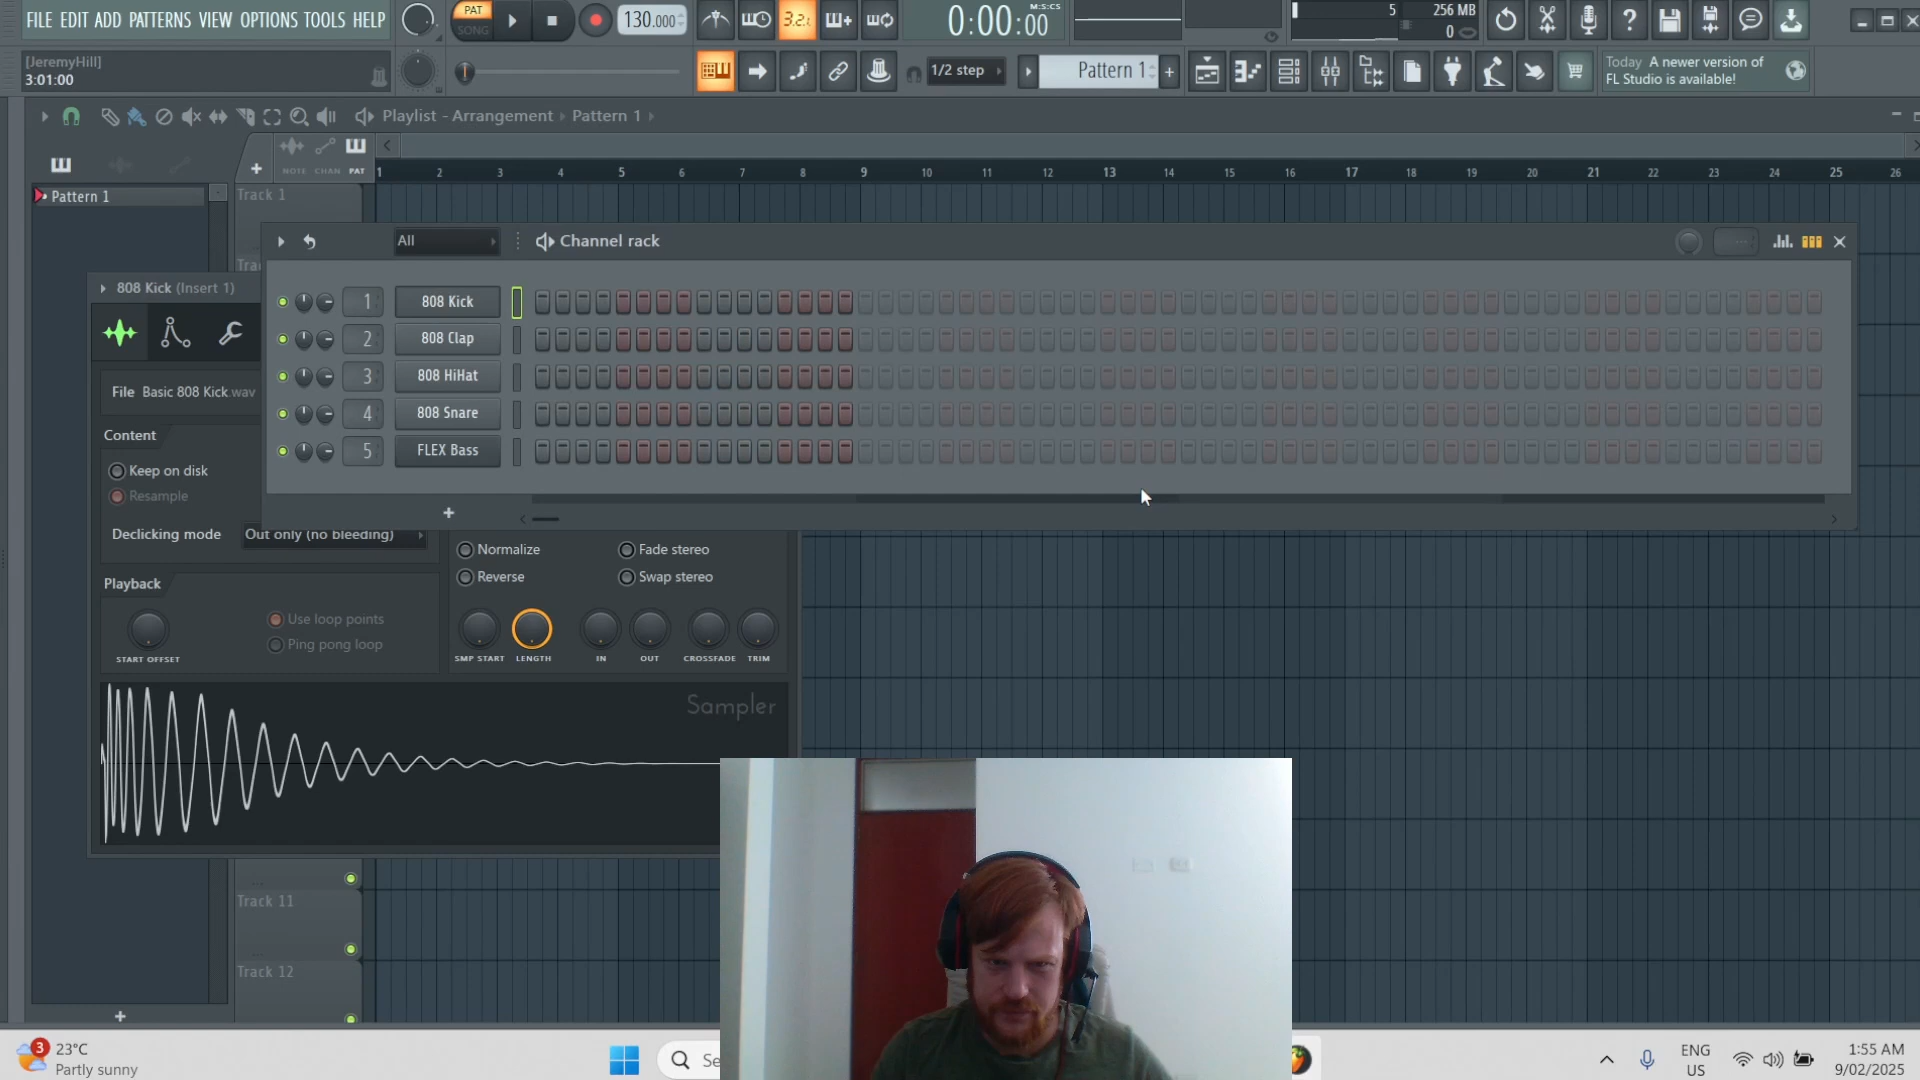 FILE EDIT ADD PATTERNS VIEW OPTIONS TOOLS HELP
PAT
SONG
130.000
3.2.
0:00:00
M:S:CS
5
256 MB
0
[JeremyHill]
3:01:00
1/2 step
Pattern 1
+
Today A newer version of
FL Studio is available!
Playlist - Arrangement › Pattern 1 ›
NOTE CHAN PAT
1 2 3 4 5 6 7 8 9 10 11 12 13 14 15 16 17 18 19 20 21 22 23 24 25 26
Pattern 1
Track 1
All
Channel rack
808 Kick (Insert 1)
1 808 Kick
2 808 Clap
3 808 HiHat
4 808 Snare
5 FLEX Bass
+
File Basic 808 Kick.wav
Content
Keep on disk
Resample
Declicking mode Out only (no bleeding)
Normalize
Fade stereo
Reverse
Swap stereo
Playback
Use loop points
Ping pong loop
START OFFSET
SMP START LENGTH IN OUT CROSSFADE TRIM
Sampler
Track 11
Track 12
+
3
23°C
Partly sunny
Se
ENG
US
1:55 AM
9/02/2025